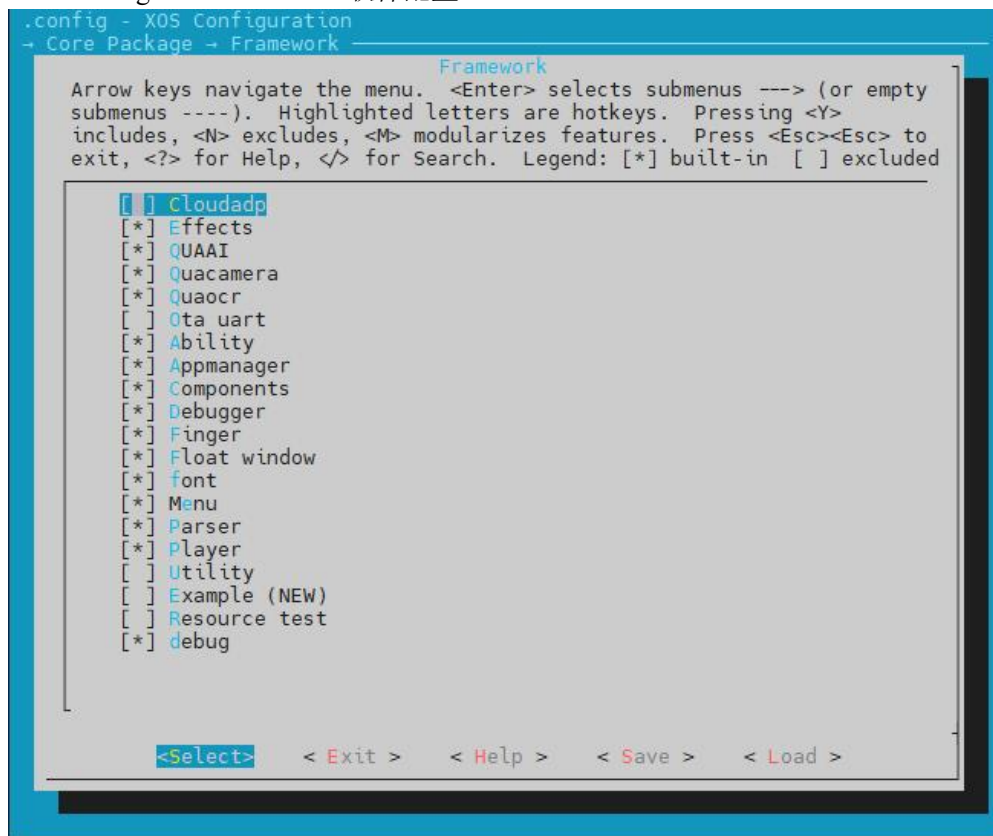 .config - XOS Configuration
→ Core Package → Framework
Framework
Arrow keys navigate the menu. <Enter> selects submenus ---> (or empty
submenus ----). Highlighted letters are hotkeys. Pressing <Y>
includes, <N> excludes, <M> modularizes features. Press <Esc><Esc> to
exit, <?> for Help, </> for Search. Legend: [*] built-in [ ] excluded
[ ] Cloudadp
[*] Effects
[*] QUAAI
[*] Quacamera
[*] Quaocr
[ ] Ota uart
[*] Ability
[*] Appmanager
[*] Components
[*] Debugger
[*] Finger
[*] Float window
[*] font
[*] Menu
[*] Parser
[*] Player
[ ] Utility
[ ] Example (NEW)
[ ] Resource test
[*] debug
<Select> < Exit > < Help > < Save > < Load >